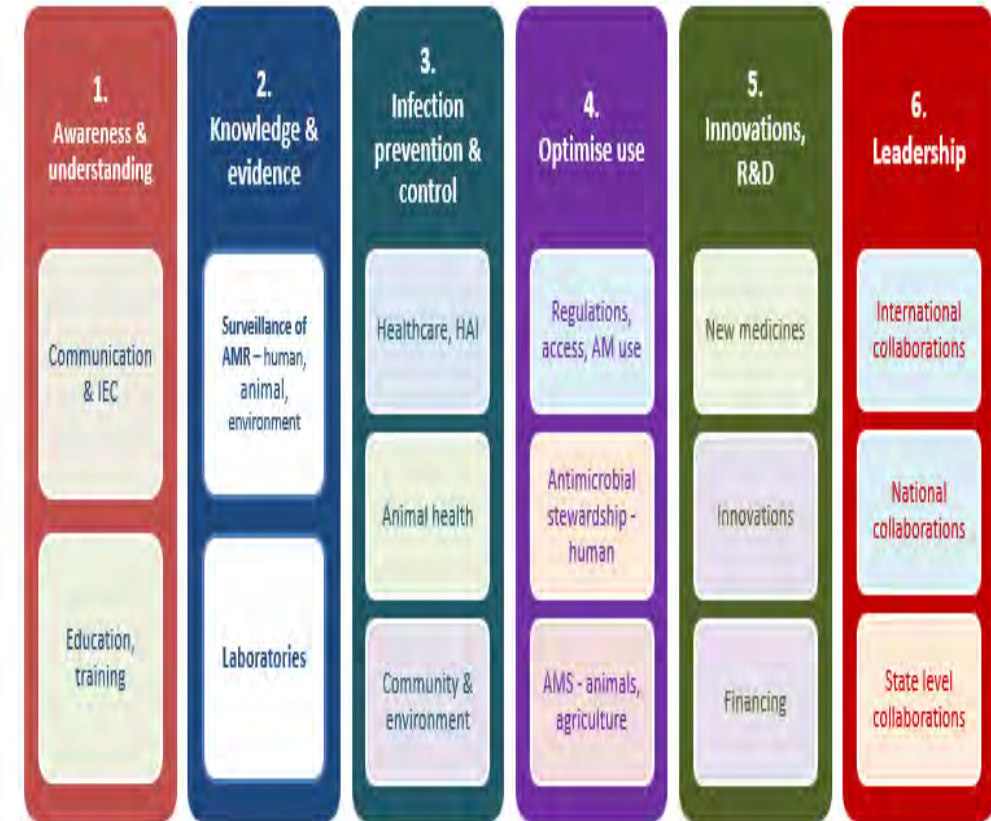 1.
Awareness &
understanding
Communication
& IEC
Education,
training
2.
Knowledge &
evidence
Surveillance of
AMR – human,
animal,
environment
Laboratories
3.
Infection
prevention &
control
Healthcare, HAI
Animal health
Community &
environment
4.
Optimise use
Regulations,
access, AM use
Antimicrobial
stewardship -
human
AMS - animals,
agriculture
5.
Innovations,
R&D
New medicines
Innovations
Financing
6.
Leadership
International
collaborations
National
collaborations
State level
collaborations